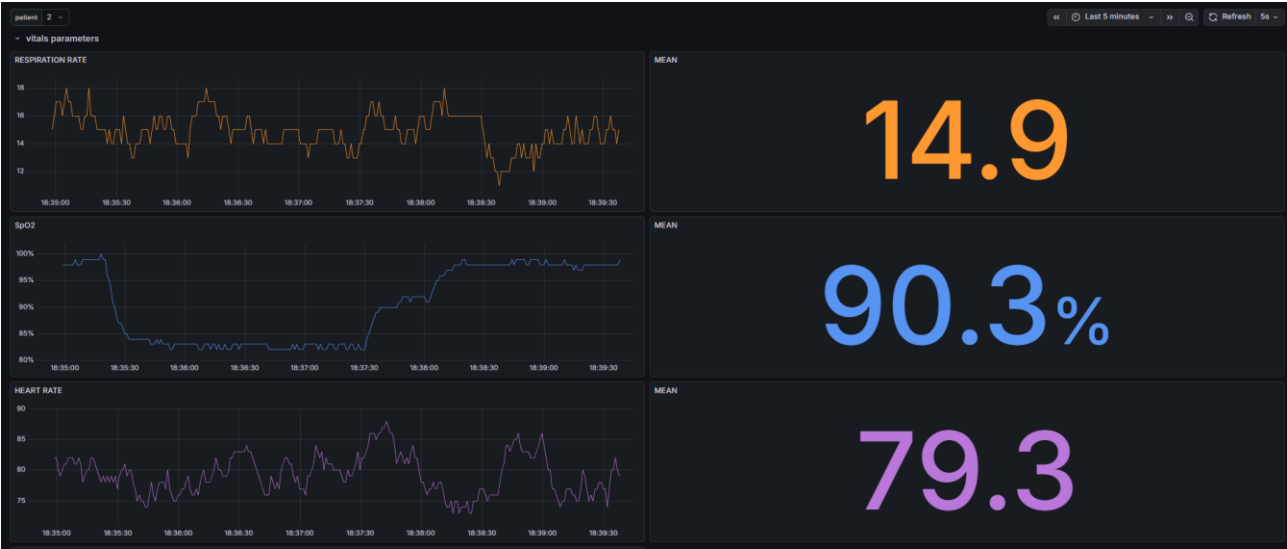 patient 2
Last 5 minutes Refresh 5s
vitals parameters
RESPIRATION RATE
18
16
14
12
18:35:00 18:35:30 18:36:00 18:36:30 18:37:00 18:37:30 18:38:00 18:38:30 18:39:00 18:39:30
MEAN
14.9
SpO2
100%
95%
90%
85%
80%
18:35:00 18:35:30 18:36:00 18:36:30 18:37:00 18:37:30 18:38:00 18:38:30 18:39:00 18:39:30
MEAN
90.3%
HEART RATE
90
85
80
75
18:35:00 18:35:30 18:36:00 18:36:30 18:37:00 18:37:30 18:38:00 18:38:30 18:39:00 18:39:30
MEAN
79.3